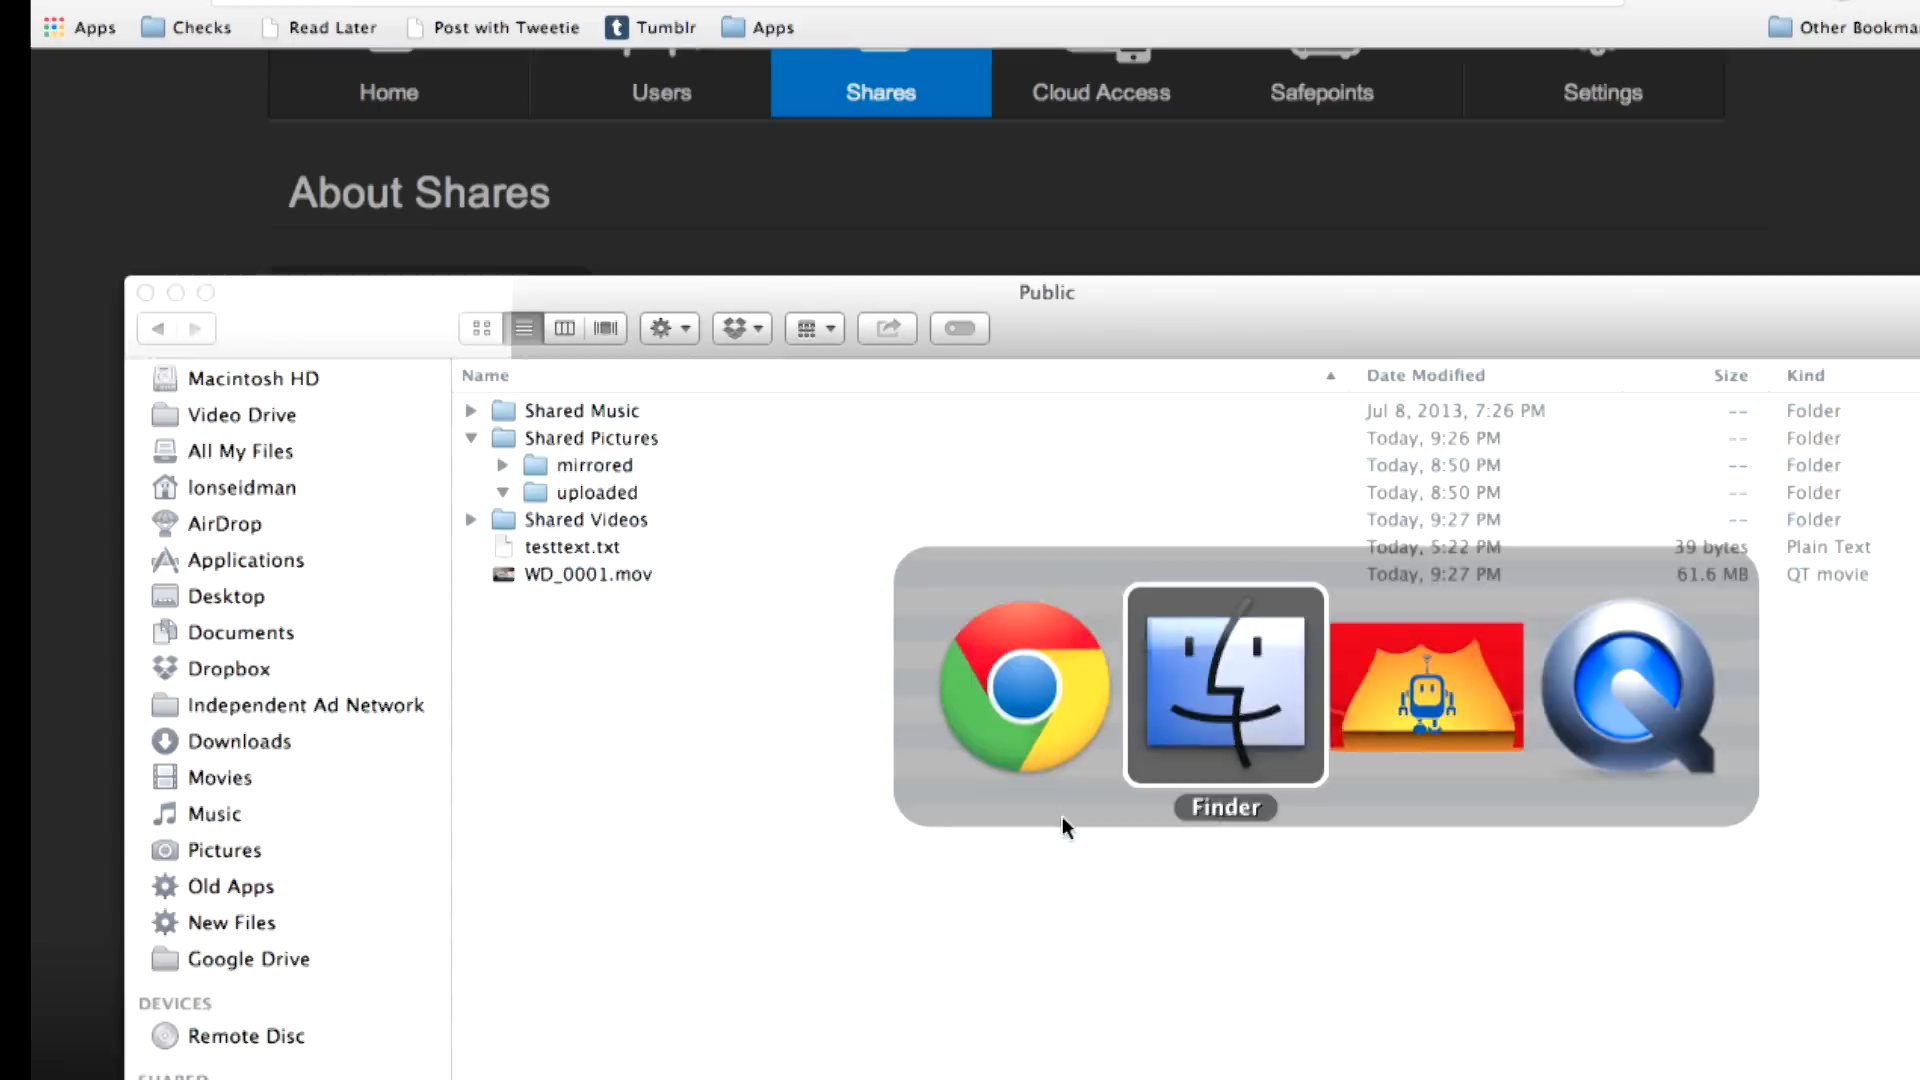 Apps Checks Read Later Post with Tweetie Tumblr Apps Other Bookma
Home Users Shares Cloud Access Safepoints Settings
About Shares
Public
Name Date Modified Size Kind
Macintosh HD
Video Drive
All My Files
lonseidman
AirDrop
Applications
Desktop
Documents
Dropbox
Independent Ad Network
Downloads
Movies
Music
Pictures
Old Apps
New Files
Google Drive
DEVICES
Remote Disc
SHARED
Shared Music Jul 8, 2013, 7:26 PM -- Folder
Shared Pictures Today, 9:26 PM -- Folder
mirrored Today, 8:50 PM -- Folder
uploaded Today, 8:50 PM -- Folder
Shared Videos Today, 9:27 PM -- Folder
testtext.txt Today, 5:22 PM 39 bytes Plain Text
WD_0001.mov Today, 9:27 PM 61.6 MB QT movie
Finder